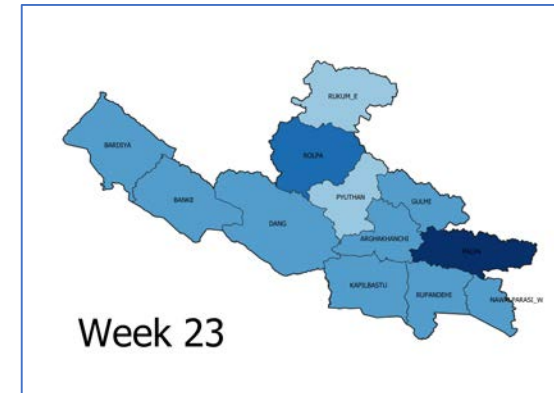 RUKUM_E
BARDIYA
ROLPA
BANKE
PYUTHAN
GULMI
DANG
ARGHAKHANCHI
PALPA
KAPILBASTU
RUPANDEHI
NAWALPARASI_W
Week 23